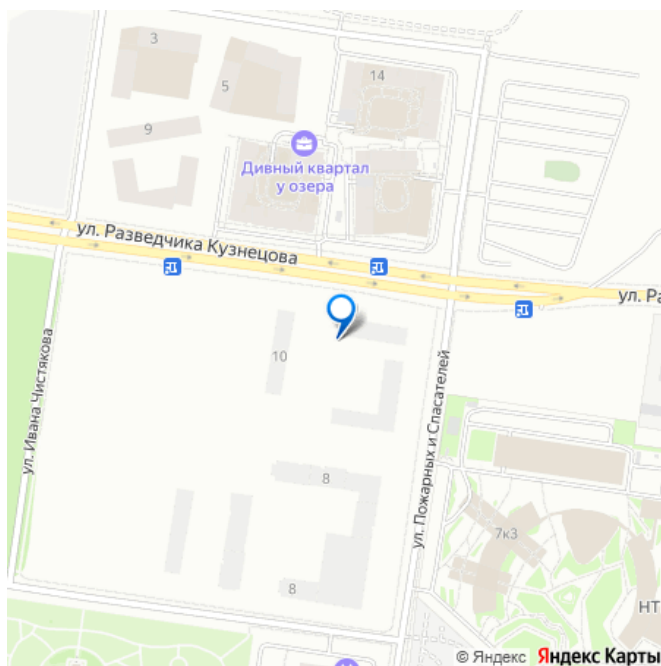 3
14
5
9
Дивный квартал
у озера
ул. Разведчика Кузнецова
ул. Ра
10
ул. Ивана Чистякова
ул. Пожарных и Спасателей
8
7к3
8
НТ
© Яндекс Яндекс Карты